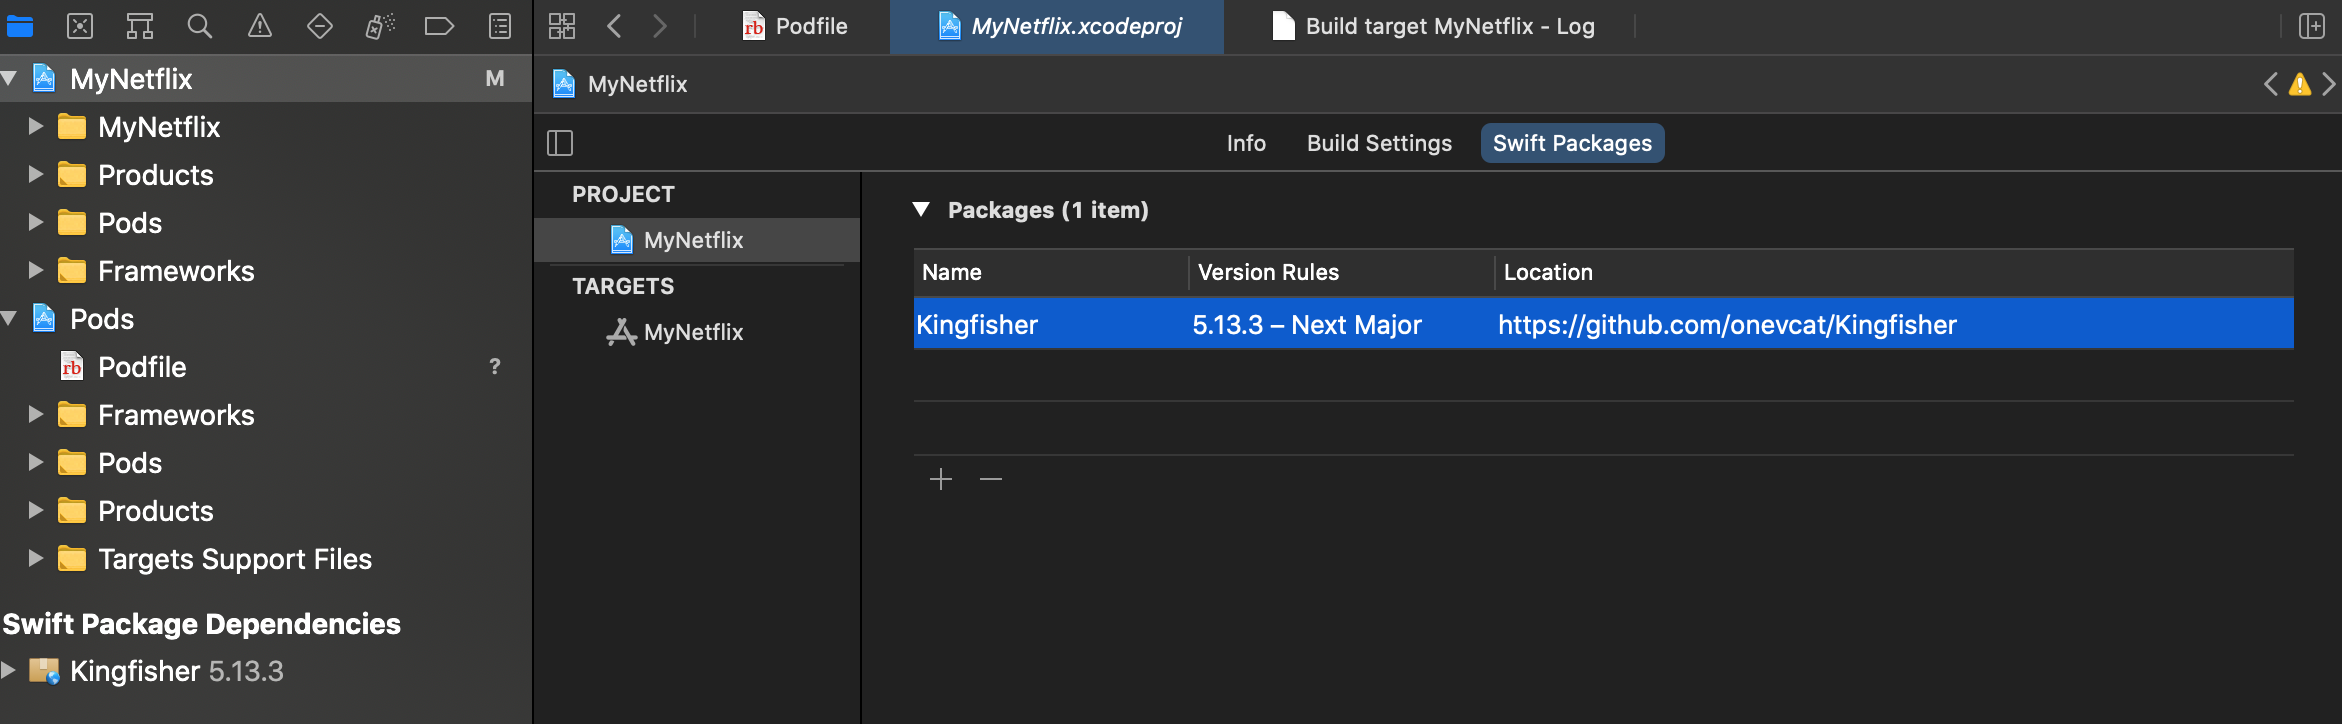 Podfile
MyNetflix.xcodeproj
Build target MyNetflix - Log
MyNetflix M
MyNetflix
Products
Pods
Frameworks
Pods
Podfile ?
Frameworks
Pods
Products
Targets Support Files
Swift Package Dependencies
Kingfisher 5.13.3
MyNetflix
Info Build Settings Swift Packages
PROJECT
MyNetflix
TARGETS
MyNetflix
Packages (1 item)
Name Version Rules Location
Kingfisher 5.13.3 – Next Major https://github.com/onevcat/Kingfisher